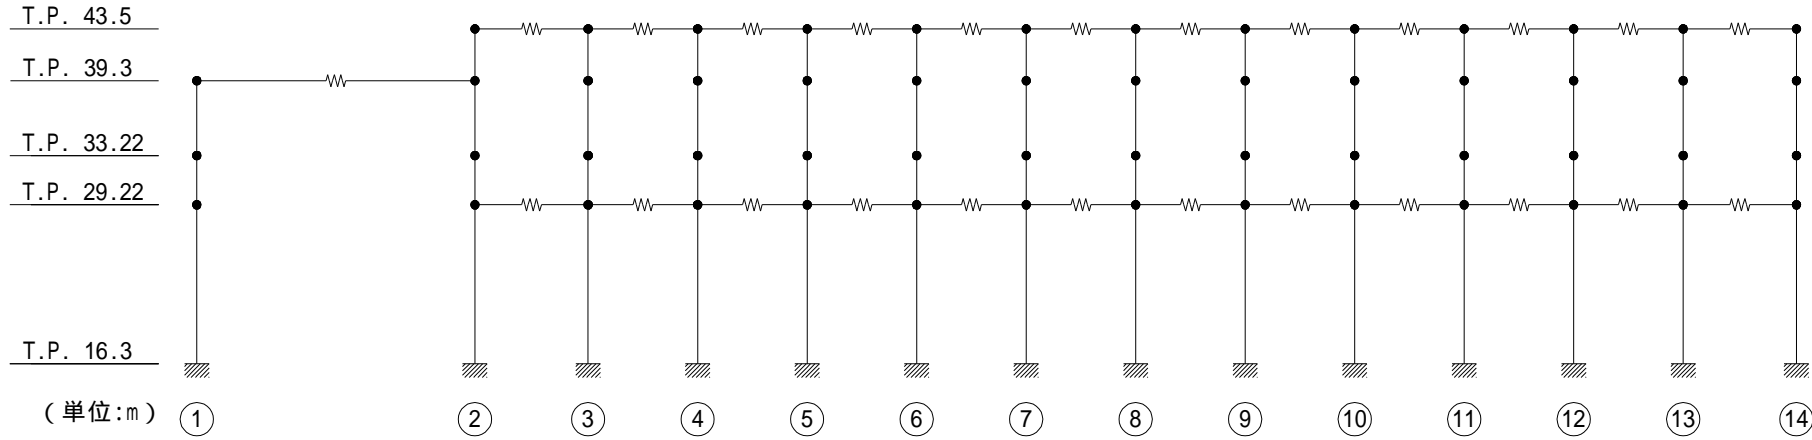 T.P. 43.5
T.P. 39.3
T.P. 33.22
T.P. 29.22
T.P. 16.3
(単位:m) 1 2 3 4 5 6 7 8 9 10 11 12 13 14